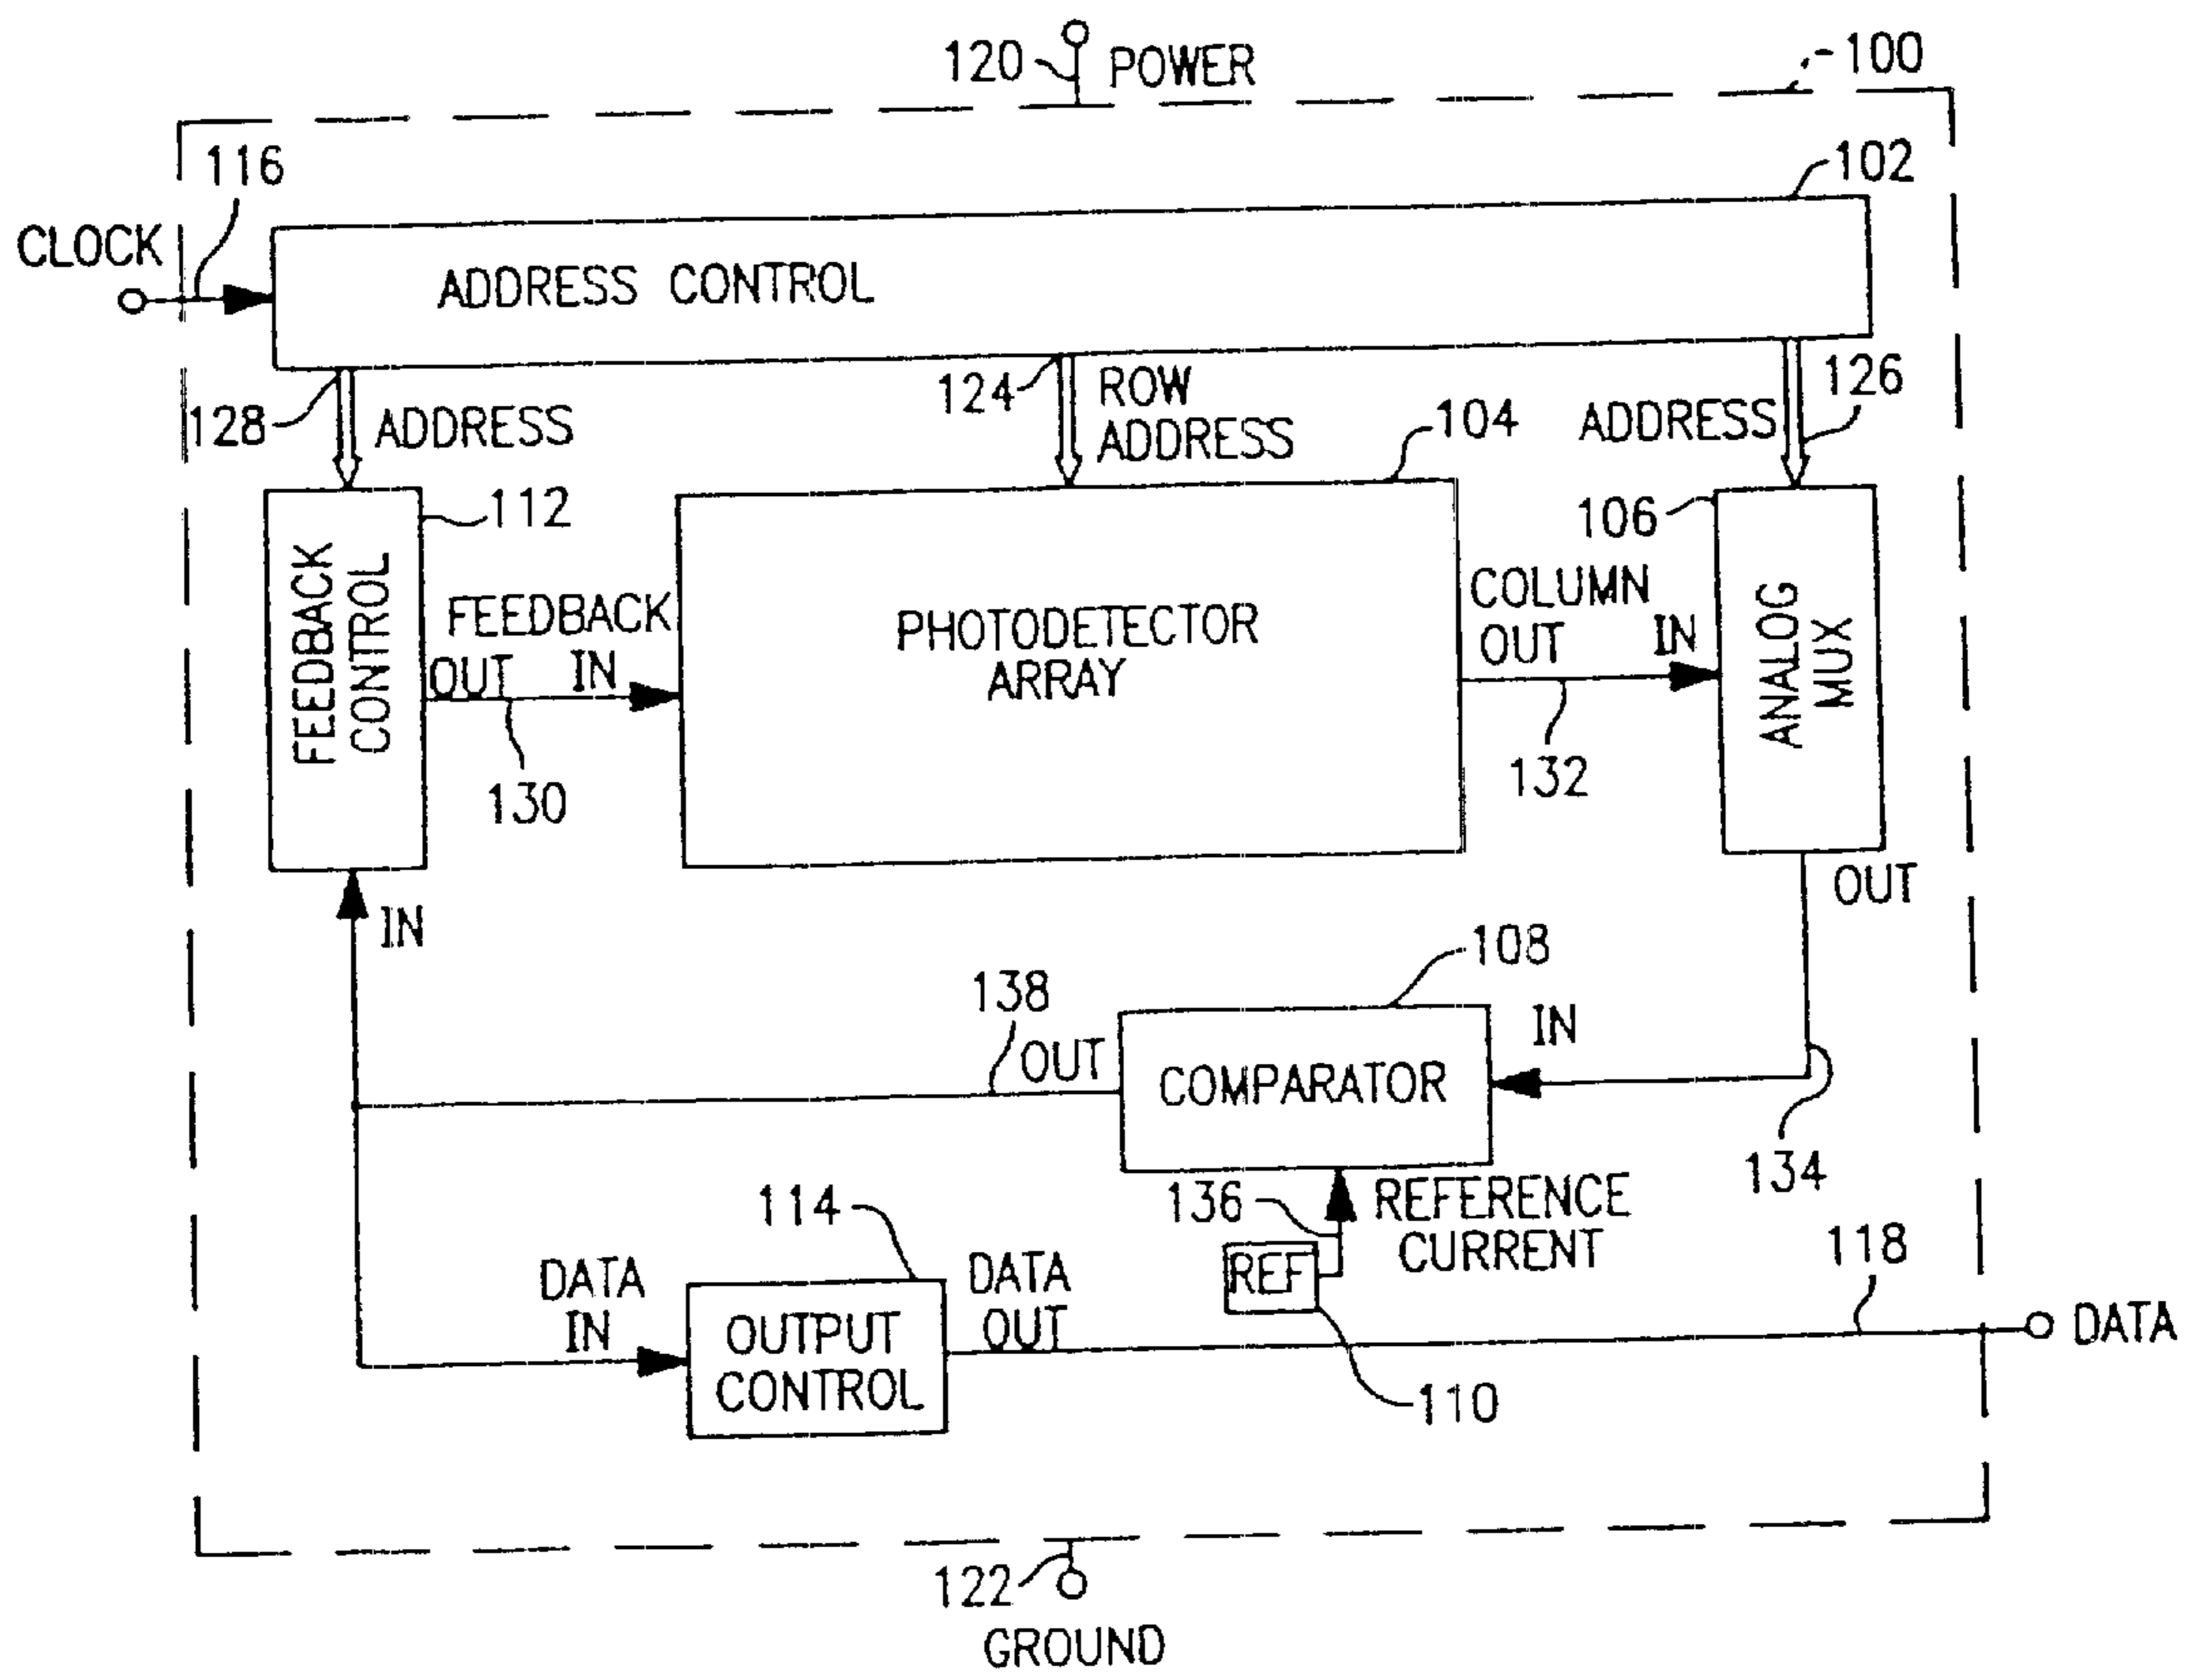 120
POWER
100
116
102
CLOCK
ADDRESS CONTROL
128
ADDRESS
124
ROW
ADDRESS
104
ADDRESS
126
112
106
FEEDBACK
CONTROL
FEEDBACK
OUT
IN
130
PHOTODETECTOR
ARRAY
COLUMN
OUT
IN
132
ANALOG
MUX
OUT
IN
138
108
OUT
COMPARATOR
IN
134
114
136
REFERENCE
CURRENT
REF
118
DATA
IN
OUTPUT
CONTROL
DATA
OUT
110
DATA
122
GROUND